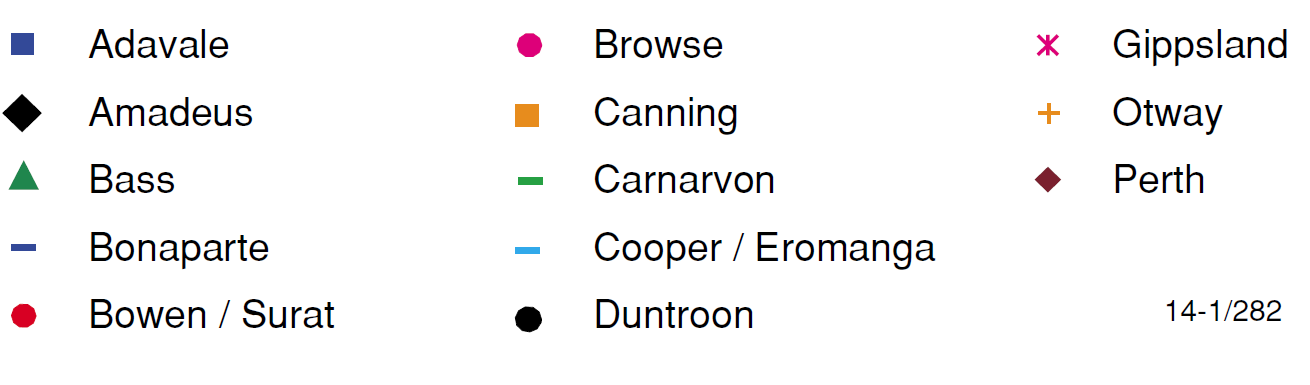 Adavale
Amadeus
Bass
Bonaparte
Bowen / Surat
Browse
Canning
Carnarvon
Cooper / Eromanga
Duntroon
Gippsland
Otway
Perth
14-1/282